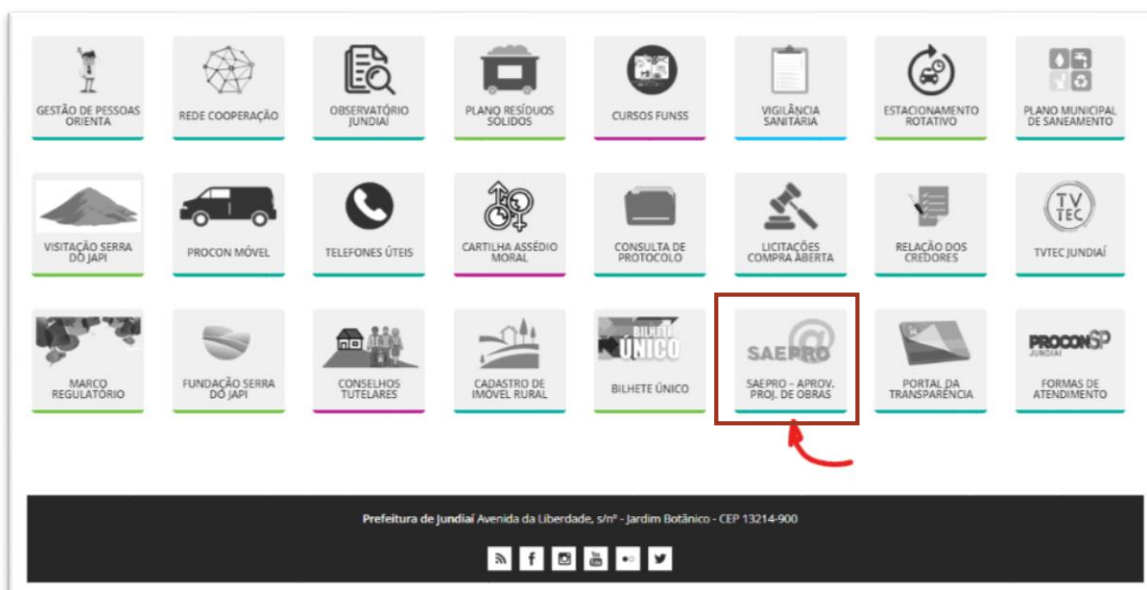 GESTÃO DE PESSOAS
ORIENTA
REDE COOPERAÇÃO
OBSERVATÓRIO
JUNDIAÍ
PLANO RESÍDUOS
SÓLIDOS
CURSOS FUNSS
VIGILÂNCIA
SANITÁRIA
ESTACIONAMENTO
ROTATIVO
PLANO MUNICIPAL
DE SANEAMENTO
VISITAÇÃO SERRA
DO JAPI
PROCON MÓVEL
TELEFONES ÚTEIS
CARTILHA ASSÉDIO
MORAL
CONSULTA DE
PROTOCOLO
LICITAÇÕES
COMPRA ABERTA
RELAÇÃO DOS
CREDORES
TV
TEC
TVTEC JUNDIAÍ
MARCO
REGULATÓRIO
FUNDAÇÃO SERRA
DO JAPI
CONSELHOS
TUTELARES
CADASTRO DE
IMÓVEL RURAL
BILHETE
ÚNICO
BILHETE ÚNICO
SAEPRO
SAEPRO – APROV.
PROJ. DE OBRAS
PORTAL DA
TRANSPARÊNCIA
PROCONSP
JUNDIAÍ
FORMAS DE
ATENDIMENTO
Prefeitura de Jundiaí Avenida da Liberdade, s/nº - Jardim Botânico - CEP 13214-900